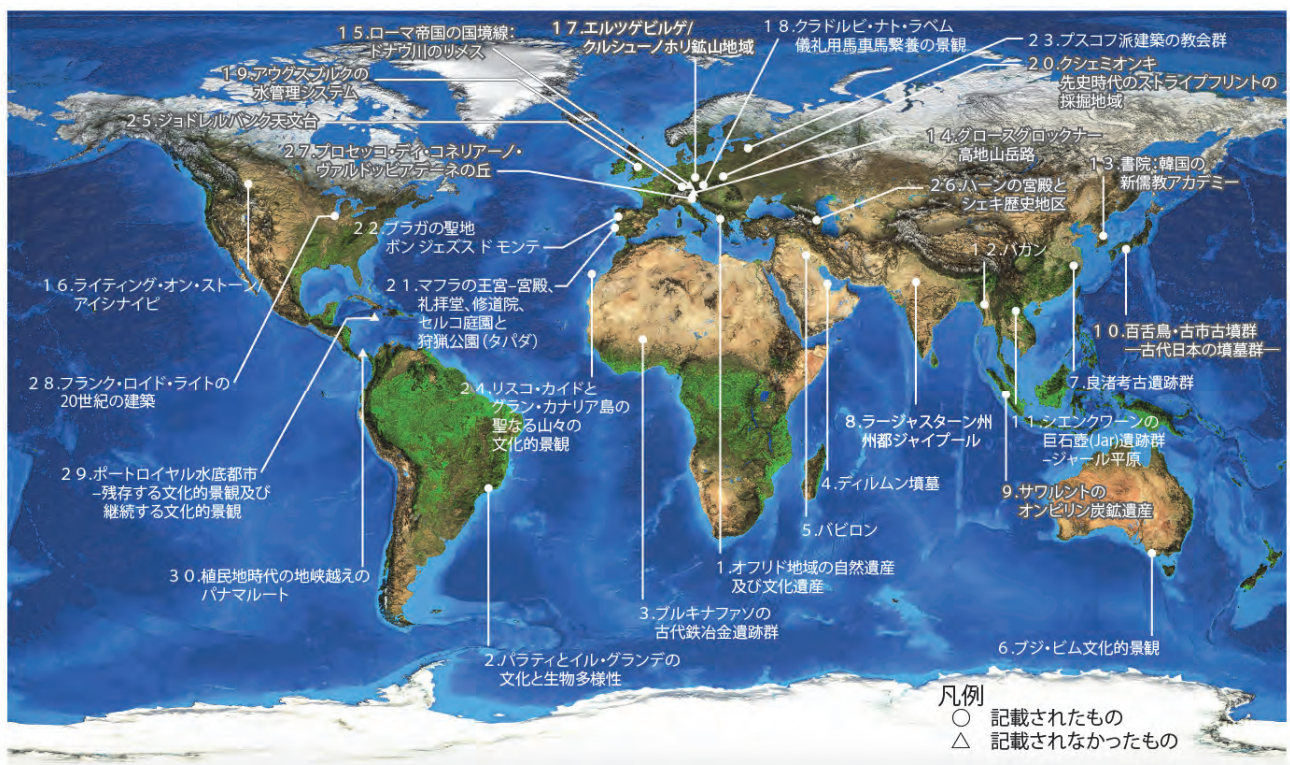 15.ローマ帝国の国境線:
ドナヴ川のリメス
17.エルツゲビルゲ/
クルシューノホリ鉱山地域
18.クラドルビ・ナト・ラベム
儀礼用馬車馬繋養の景観
23.プスコフ派建築の教会群
20.クシェミオンキ
先史時代のストライプフリントの
採掘地域
19.アウグスブルクの
水管理システム
25.ジョドレルバンク天文台
14.グロースグロックナー
高地山岳路
27.プロセッコ・ディ・コネリアーノ・
ヴァルドッビアデーネの丘
13.書院:韓国の
新儒教アカデミー
26.ハーンの宮殿と
シェキ歴史地区
22.ブラガの聖地
ボン ジェズス ド モンテ
12.バガン
16.ライティング・オン・ストーン/
アイシナイピ
21.マフラの王宮–宮殿、
礼拝堂、修道院、
セルコ庭園と
狩猟公園(タパダ)
10.百舌鳥・古市古墳群
—古代日本の墳墓群—
28.フランク・ロイド・ライトの
20世紀の建築
7.良渚考古遺跡群
24.リスコ・カイドと
グラン・カナリア島の
聖なる山々の
文化的景観
8.ラージャスターン州
州都ジャイプール
11.シエンクワーンの
巨石壺(Jar)遺跡群
–ジャール平原
29.ポートロイヤル水底都市
–残存する文化的景観及び
継続する文化的景観
4.ディルムン墳墓
9.サワルントの
オンビリン炭鉱遺産
5.バビロン
1.オフリド地域の自然遺産
及び文化遺産
30.植民地時代の地峡越えの
パナマルート
3.ブルキナファソの
古代鉄冶金遺跡群
6.ブジ・ビム文化的景観
2.パラティとイル・グランデの
文化と生物多様性
凡例
○ 記載されたもの
△ 記載されなかったもの